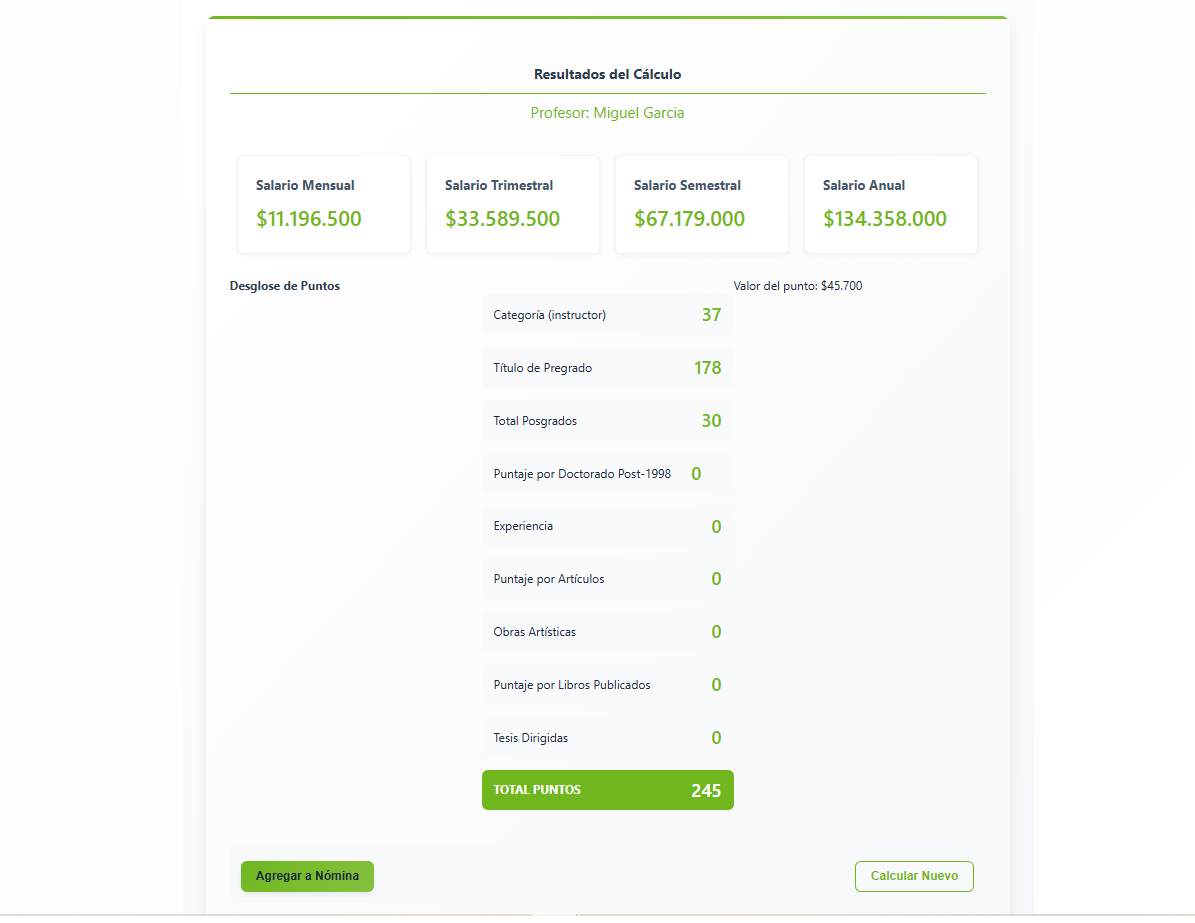 Resultados del Cálculo
Profesor: Miguel Garcia
Salario Mensual
$11.196.500
Salario Trimestral
$33.589.500
Salario Semestral
$67.179.000
Salario Anual
$134.358.000
Desglose de Puntos
Valor del punto: $45.700
Categoría (instructor) 37
Título de Pregrado 178
Total Posgrados 30
Puntaje por Doctorado Post-1998 0
Experiencia 0
Puntaje por Artículos 0
Obras Artísticas 0
Puntaje por Libros Publicados 0
Tesis Dirigidas 0
TOTAL PUNTOS 245
Agregar a Nómina
Calcular Nuevo